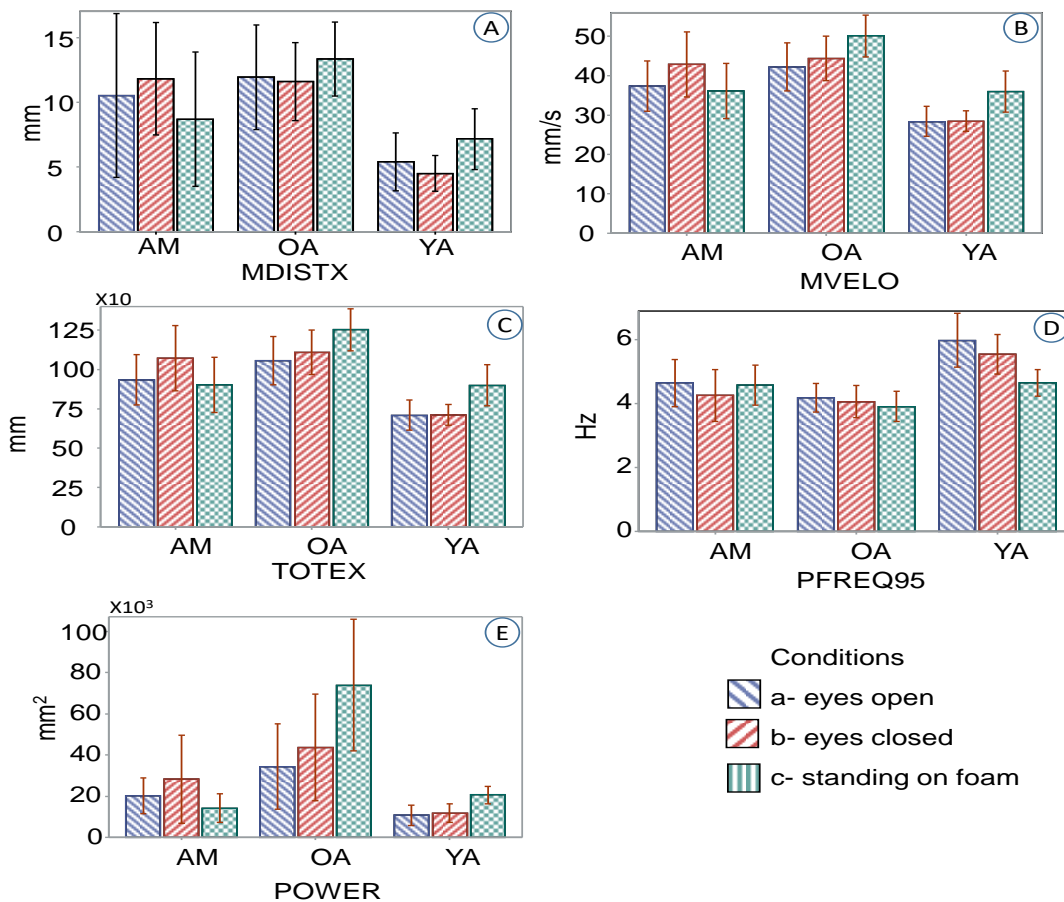 A
15
10
5
0
mm
AM OA YA
MDISTX
B
50
40
30
20
10
0
mm/s
AM OA YA
MVELO
X10
C
125
100
75
50
25
0
mm
AM OA YA
TOTEX
D
6
4
2
0
Hz
AM OA YA
PFREQ95
X10³
E
100
80
60
40
20
0
mm²
AM OA YA
POWER
Conditions
a- eyes open
b- eyes closed
c- standing on foam